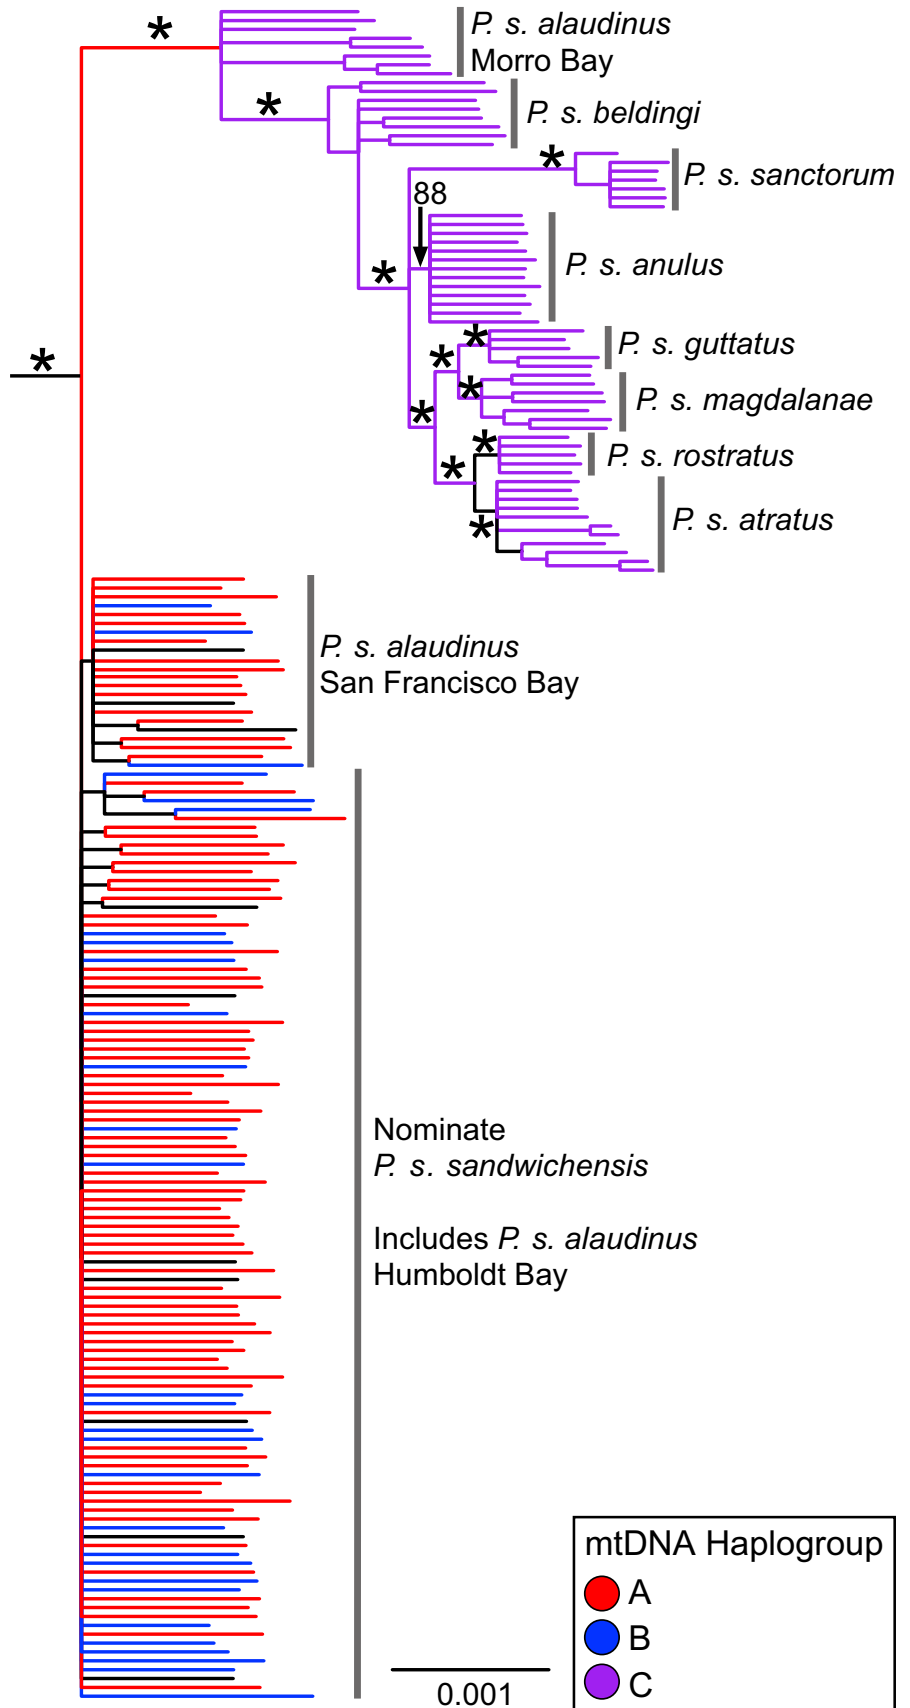 *
P. s. alaudinus
Morro Bay
*
P. s. beldingi
*
P. s. sanctorum
88
P. s. anulus
*
*
P. s. guttatus
*
*
*
P. s. magdalanae
*
*
*
P. s. rostratus
P. s. atratus
*
P. s. alaudinus
San Francisco Bay
Nominate
P. s. sandwichensis
Includes P. s. alaudinus
Humboldt Bay
mtDNA Haplogroup
A
B
C
0.001